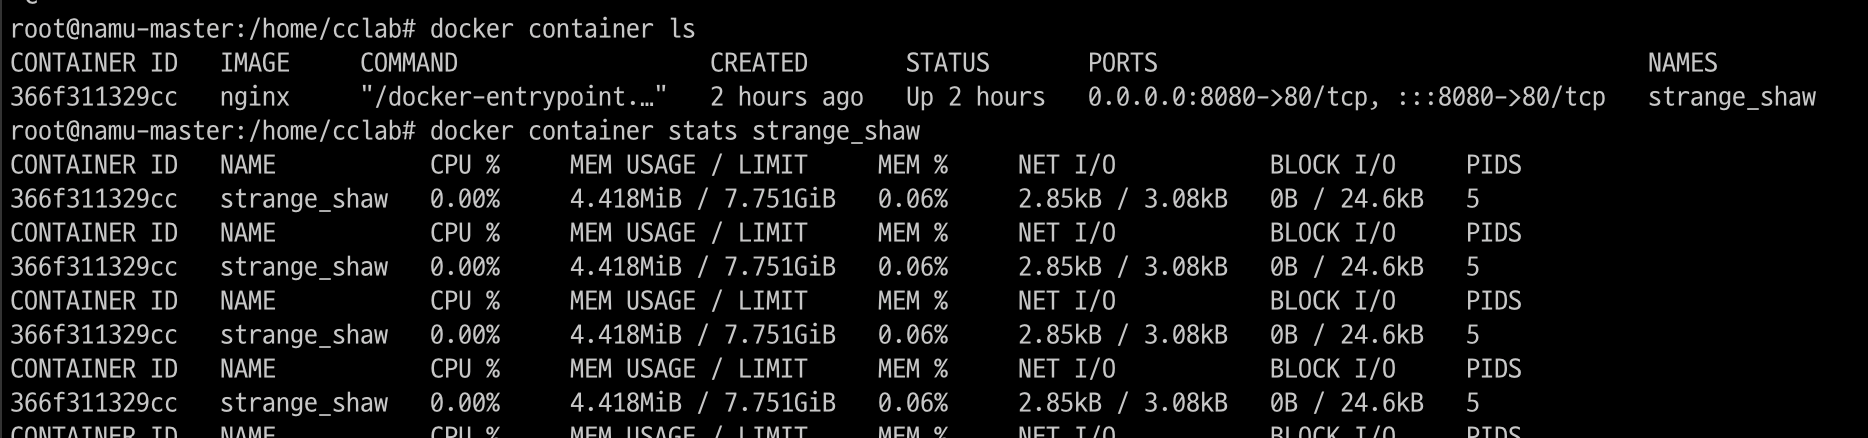 root@namu-master:/home/cclab# docker container ls
CONTAINER ID   IMAGE     COMMAND                  CREATED       STATUS       PORTS                                   NAMES
366f311329cc   nginx     "/docker-entrypoint.…"   2 hours ago   Up 2 hours   0.0.0.0:8080->80/tcp, :::8080->80/tcp   strange_shaw
root@namu-master:/home/cclab# docker container stats strange_shaw
CONTAINER ID   NAME           CPU %     MEM USAGE / LIMIT     MEM %     NET I/O           BLOCK I/O     PIDS
366f311329cc   strange_shaw   0.00%     4.418MiB / 7.751GiB   0.06%     2.85kB / 3.08kB   0B / 24.6kB   5
CONTAINER ID   NAME           CPU %     MEM USAGE / LIMIT     MEM %     NET I/O           BLOCK I/O     PIDS
366f311329cc   strange_shaw   0.00%     4.418MiB / 7.751GiB   0.06%     2.85kB / 3.08kB   0B / 24.6kB   5
CONTAINER ID   NAME           CPU %     MEM USAGE / LIMIT     MEM %     NET I/O           BLOCK I/O     PIDS
366f311329cc   strange_shaw   0.00%     4.418MiB / 7.751GiB   0.06%     2.85kB / 3.08kB   0B / 24.6kB   5
CONTAINER ID   NAME           CPU %     MEM USAGE / LIMIT     MEM %     NET I/O           BLOCK I/O     PIDS
366f311329cc   strange_shaw   0.00%     4.418MiB / 7.751GiB   0.06%     2.85kB / 3.08kB   0B / 24.6kB   5
CONTAINER ID   NAME           CPU %     MEM USAGE / LIMIT     MEM %     NET I/O           BLOCK I/O     PIDS